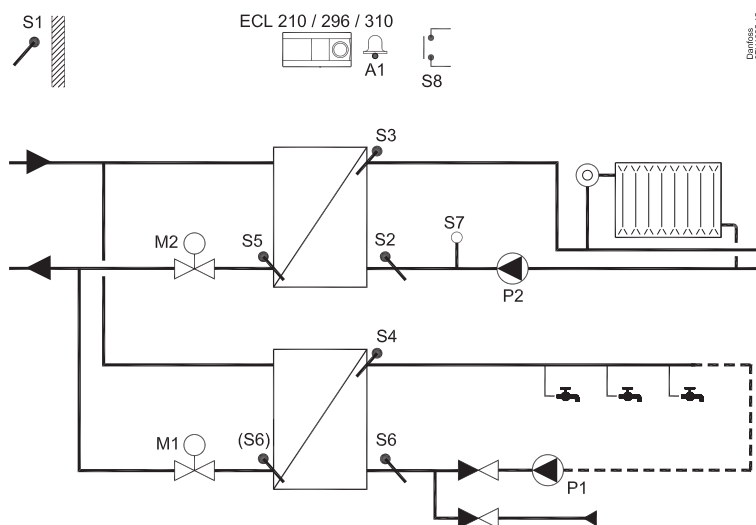 S1
ECL 210 / 296 / 310
A1
S8
Danfoss
S3
M2
S5
S2
S7
P2
S4
M1
(S6)
S6
P1